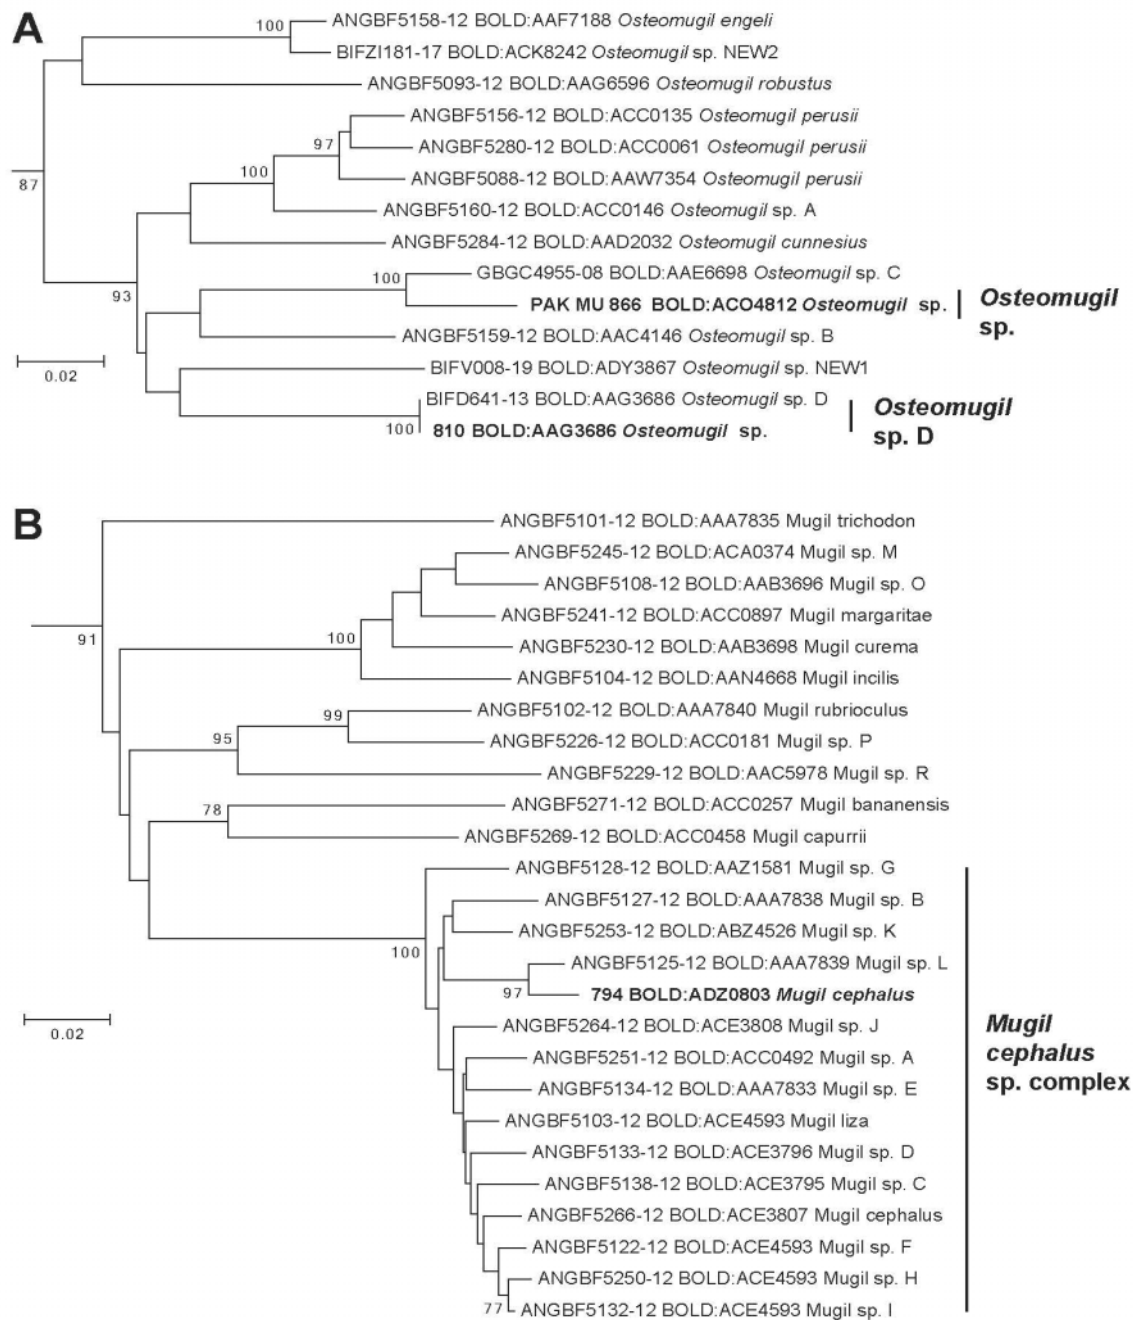 A
ANGBF5158-12 BOLD:AAF7188 Osteomugil engeli
100
BIFZI181-17 BOLD:ACK8242 Osteomugil sp. NEW2
ANGBF5093-12 BOLD:AAG6596 Osteomugil robustus
ANGBF5156-12 BOLD:ACC0135 Osteomugil perusii
97
ANGBF5280-12 BOLD:ACC0061 Osteomugil perusii
100
87
ANGBF5088-12 BOLD:AAW7354 Osteomugil perusii
ANGBF5160-12 BOLD:ACC0146 Osteomugil sp. A
ANGBF5284-12 BOLD:AAD2032 Osteomugil cunnesius
GBGC4955-08 BOLD:AAE6698 Osteomugil sp. C
100
93
PAK MU 866 BOLD:ACO4812 Osteomugil sp.
Osteomugil
sp.
ANGBF5159-12 BOLD:AAC4146 Osteomugil sp. B
BIFV008-19 BOLD:ADY3867 Osteomugil sp. NEW1
0.02
BIFD641-13 BOLD:AAG3686 Osteomugil sp. D
100
810 BOLD:AAG3686 Osteomugil sp.
Osteomugil
sp. D
B
ANGBF5101-12 BOLD:AAA7835 Mugil trichodon
ANGBF5245-12 BOLD:ACA0374 Mugil sp. M
ANGBF5108-12 BOLD:AAB3696 Mugil sp. O
ANGBF5241-12 BOLD:ACC0897 Mugil margaritae
91
100
ANGBF5230-12 BOLD:AAB3698 Mugil curema
ANGBF5104-12 BOLD:AAN4668 Mugil incilis
ANGBF5102-12 BOLD:AAA7840 Mugil rubrioculus
99
95
ANGBF5226-12 BOLD:ACC0181 Mugil sp. P
ANGBF5229-12 BOLD:AAC5978 Mugil sp. R
ANGBF5271-12 BOLD:ACC0257 Mugil bananensis
78
ANGBF5269-12 BOLD:ACC0458 Mugil capurrii
ANGBF5128-12 BOLD:AAZ1581 Mugil sp. G
ANGBF5127-12 BOLD:AAA7838 Mugil sp. B
ANGBF5253-12 BOLD:ABZ4526 Mugil sp. K
100
ANGBF5125-12 BOLD:AAA7839 Mugil sp. L
97
794 BOLD:ADZ0803 Mugil cephalus
0.02
ANGBF5264-12 BOLD:ACE3808 Mugil sp. J
ANGBF5251-12 BOLD:ACC0492 Mugil sp. A
ANGBF5134-12 BOLD:AAA7833 Mugil sp. E
Mugil
cephalus
sp. complex
ANGBF5103-12 BOLD:ACE4593 Mugil liza
ANGBF5133-12 BOLD:ACE3796 Mugil sp. D
ANGBF5138-12 BOLD:ACE3795 Mugil sp. C
ANGBF5266-12 BOLD:ACE3807 Mugil cephalus
ANGBF5122-12 BOLD:ACE4593 Mugil sp. F
ANGBF5250-12 BOLD:ACE4593 Mugil sp. H
77
ANGBF5132-12 BOLD:ACE4593 Mugil sp. I